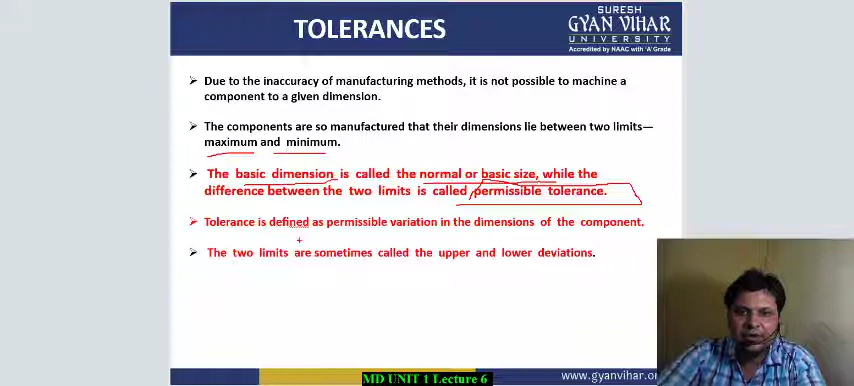 TOLERANCES
SURESH
GYAN VIHAR
UNIVERSITY
Accredited by NAAC with 'A' Grade
➢ Due to the inaccuracy of manufacturing methods, it is not possible to machine a
component to a given dimension.
➢ The components are so manufactured that their dimensions lie between two limits—
maximum and minimum.
➢ The basic dimension is called the normal or basic size, while the
difference between the two limits is called permissible tolerance.
➢ Tolerance is defined as permissible variation in the dimensions of the component.
➢ The two limits are sometimes called the upper and lower deviations.
MD UNIT 1 Lecture 6
www.gyanvihar.or